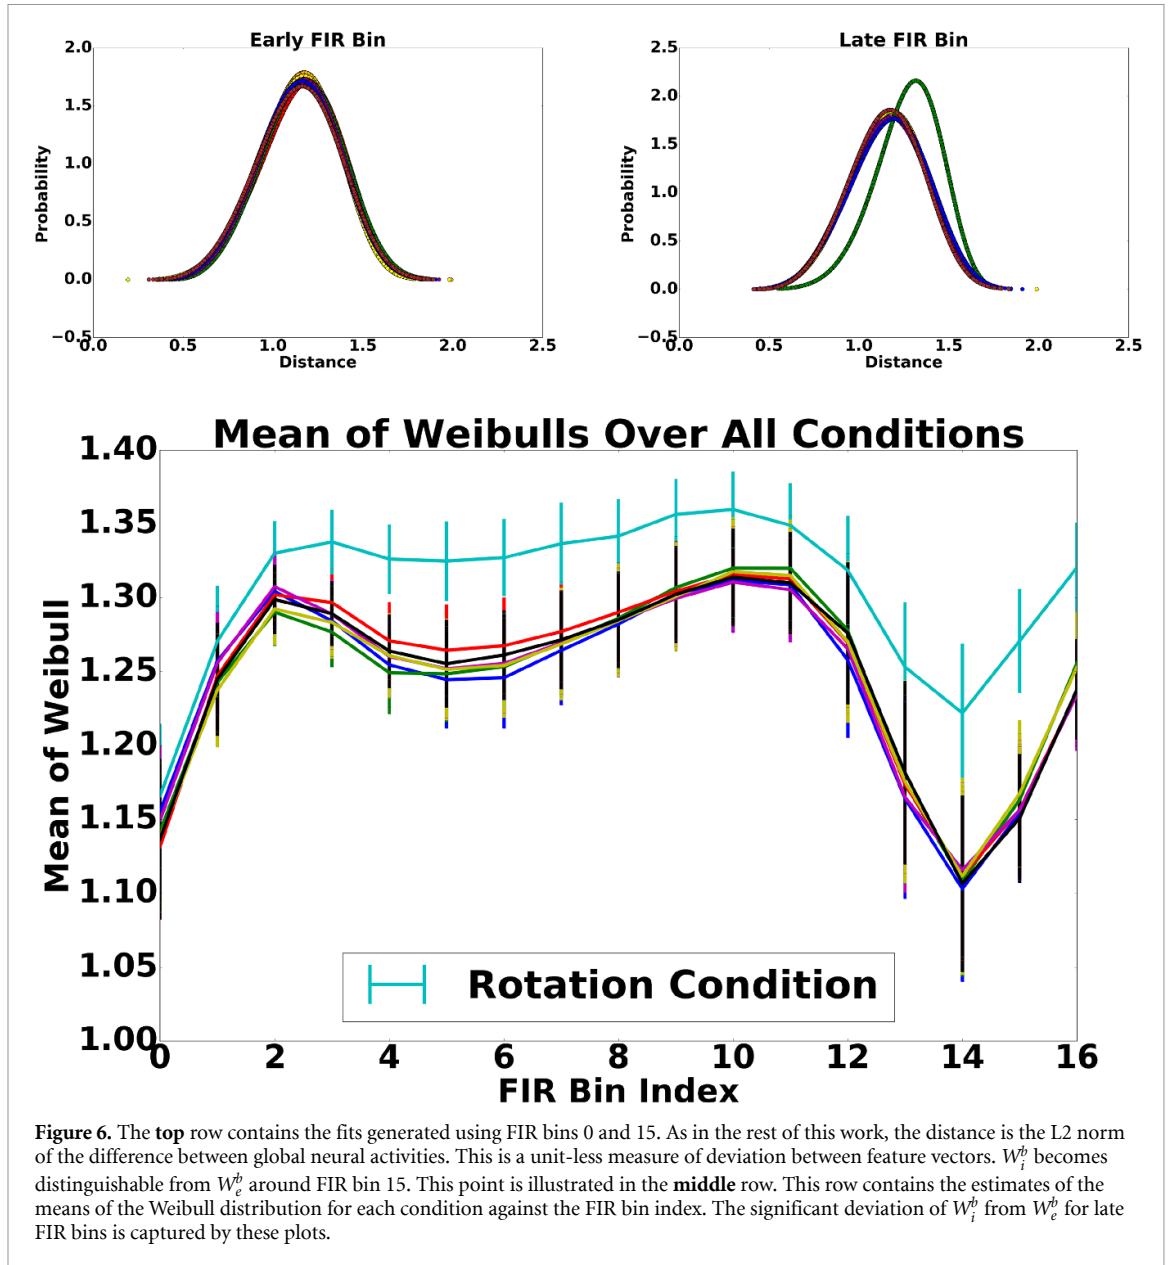 Early FIR Bin
2.0
1.5
1.0
0.5
0.0
−0.5
Probability
0.0 0.5 1.0 1.5 2.0 2.5
Distance
Late FIR Bin
2.5
2.0
1.5
1.0
0.5
0.0
−0.5
Probability
0.0 0.5 1.0 1.5 2.0 2.5
Distance
Mean of Weibulls Over All Conditions
1.40
1.35
1.30
1.25
1.20
1.15
1.10
1.05
1.00
Mean of Weibull
Rotation Condition
0 2 4 6 8 10 12 14 16
FIR Bin Index
Figure 6. The top row contains the fits generated using FIR bins 0 and 15. As in the rest of this work, the distance is the L2 norm
of the difference between global neural activities. This is a unit-less measure of deviation between feature vectors. W_i^b becomes
distinguishable from W_e^b around FIR bin 15. This point is illustrated in the middle row. This row contains the estimates of the
means of the Weibull distribution for each condition against the FIR bin index. The significant deviation of W_i^b from W_e^b for late
FIR bins is captured by these plots.